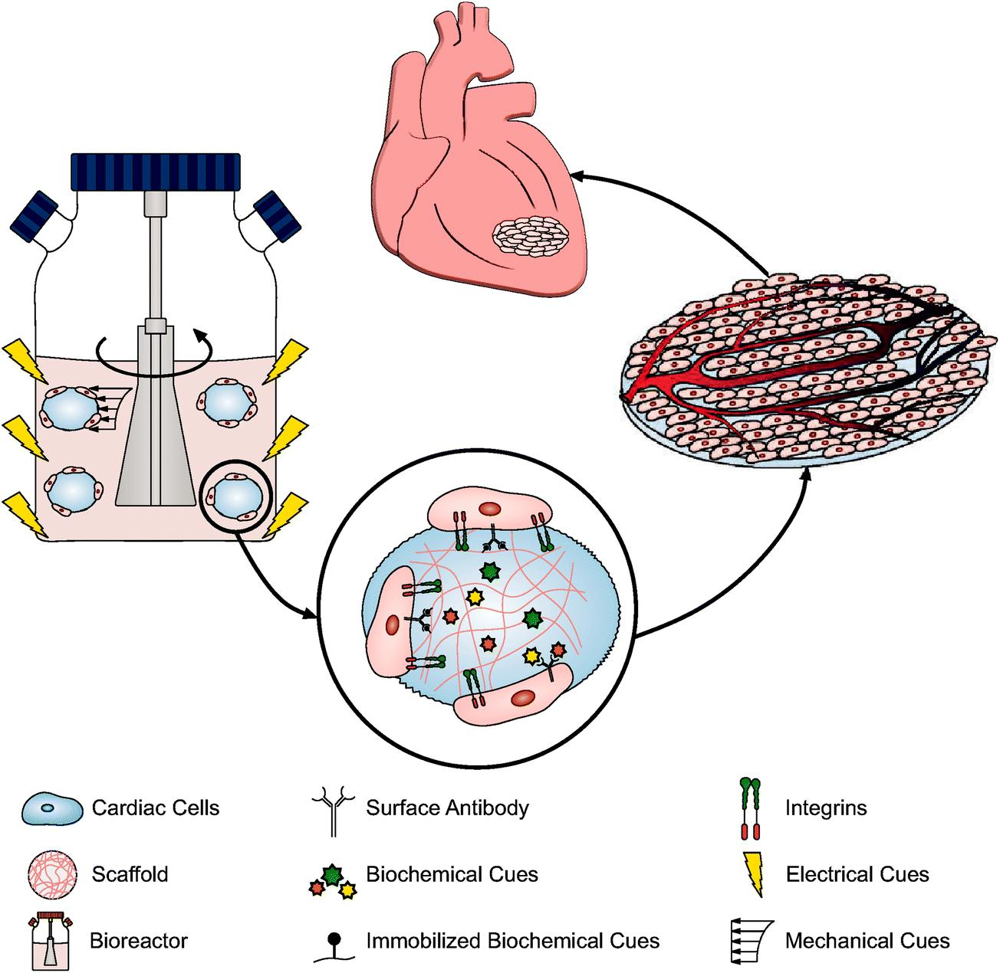 Cardiac Cells
Surface Antibody
Integrins
Scaffold
Biochemical Cues
Electrical Cues
Bioreactor
Immobilized Biochemical Cues
Mechanical Cues